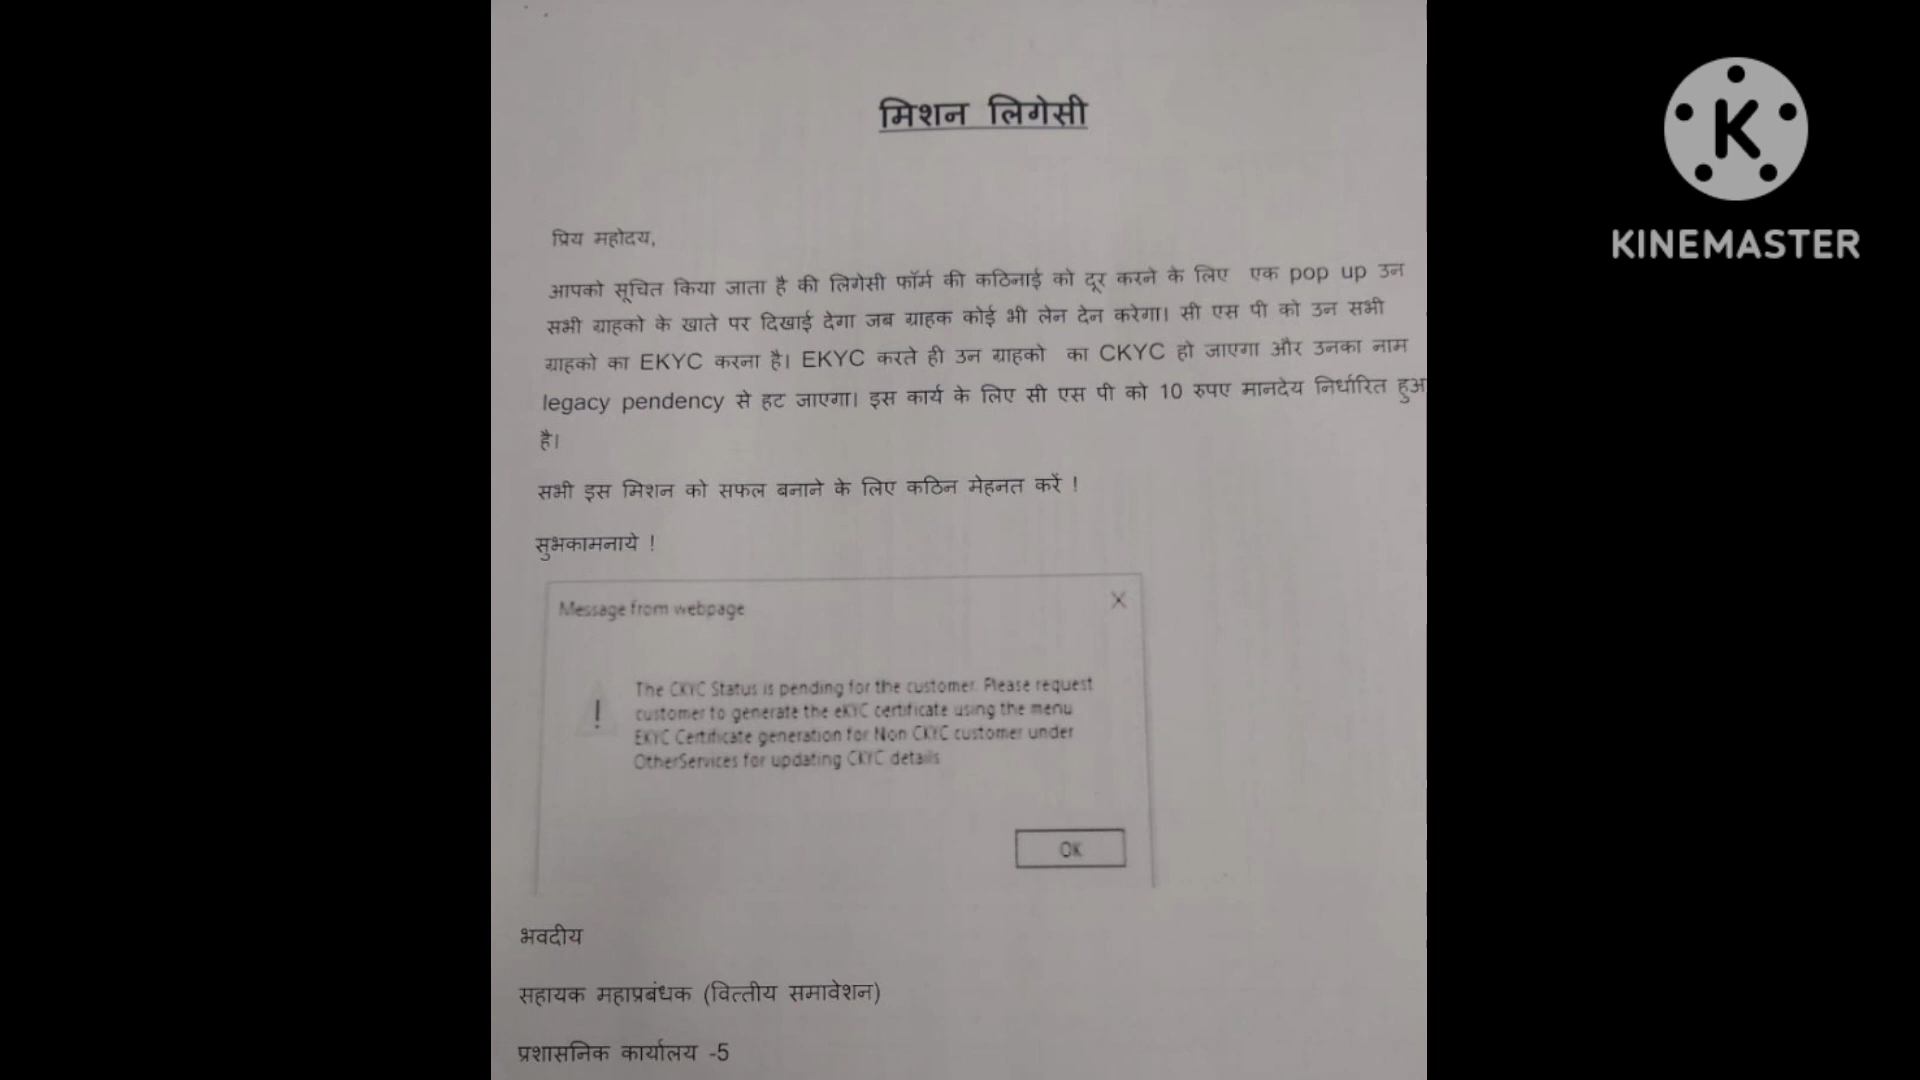 मिशन लिगेसी
KINEMASTER
प्रिय महोदय,
आपको सूचित किया जाता है की लिगेसी फॉर्म की कठिनाई को दूर करने के लिए एक pop up उन
सभी ग्राहको के खाते पर दिखाई देगा जब ग्राहक कोई भी लेन देन करेगा। सी एस पी को उन सभी
ग्राहको का EKYC करना है। EKYC करते ही उन ग्राहको का CKYC हो जाएगा और उनका नाम
legacy pendency से हट जाएगा। इस कार्य के लिए सी एस पी को 10 रुपए मानदेय निर्धारित हुआ
है।
सभी इस मिशन को सफल बनाने के लिए कठिन मेहनत करें !
सुभकामनाये !
Message from webpage
The CKYC Status is pending for the customer. Please request
customer to generate the eKYC certificate using the menu
EKYC Certificate generation for Non CKYC customer under
OtherServices for updating CKYC details
OK
भवदीय
सहायक महाप्रबंधक (वित्तीय समावेशन)
प्रशासनिक कार्यालय -5